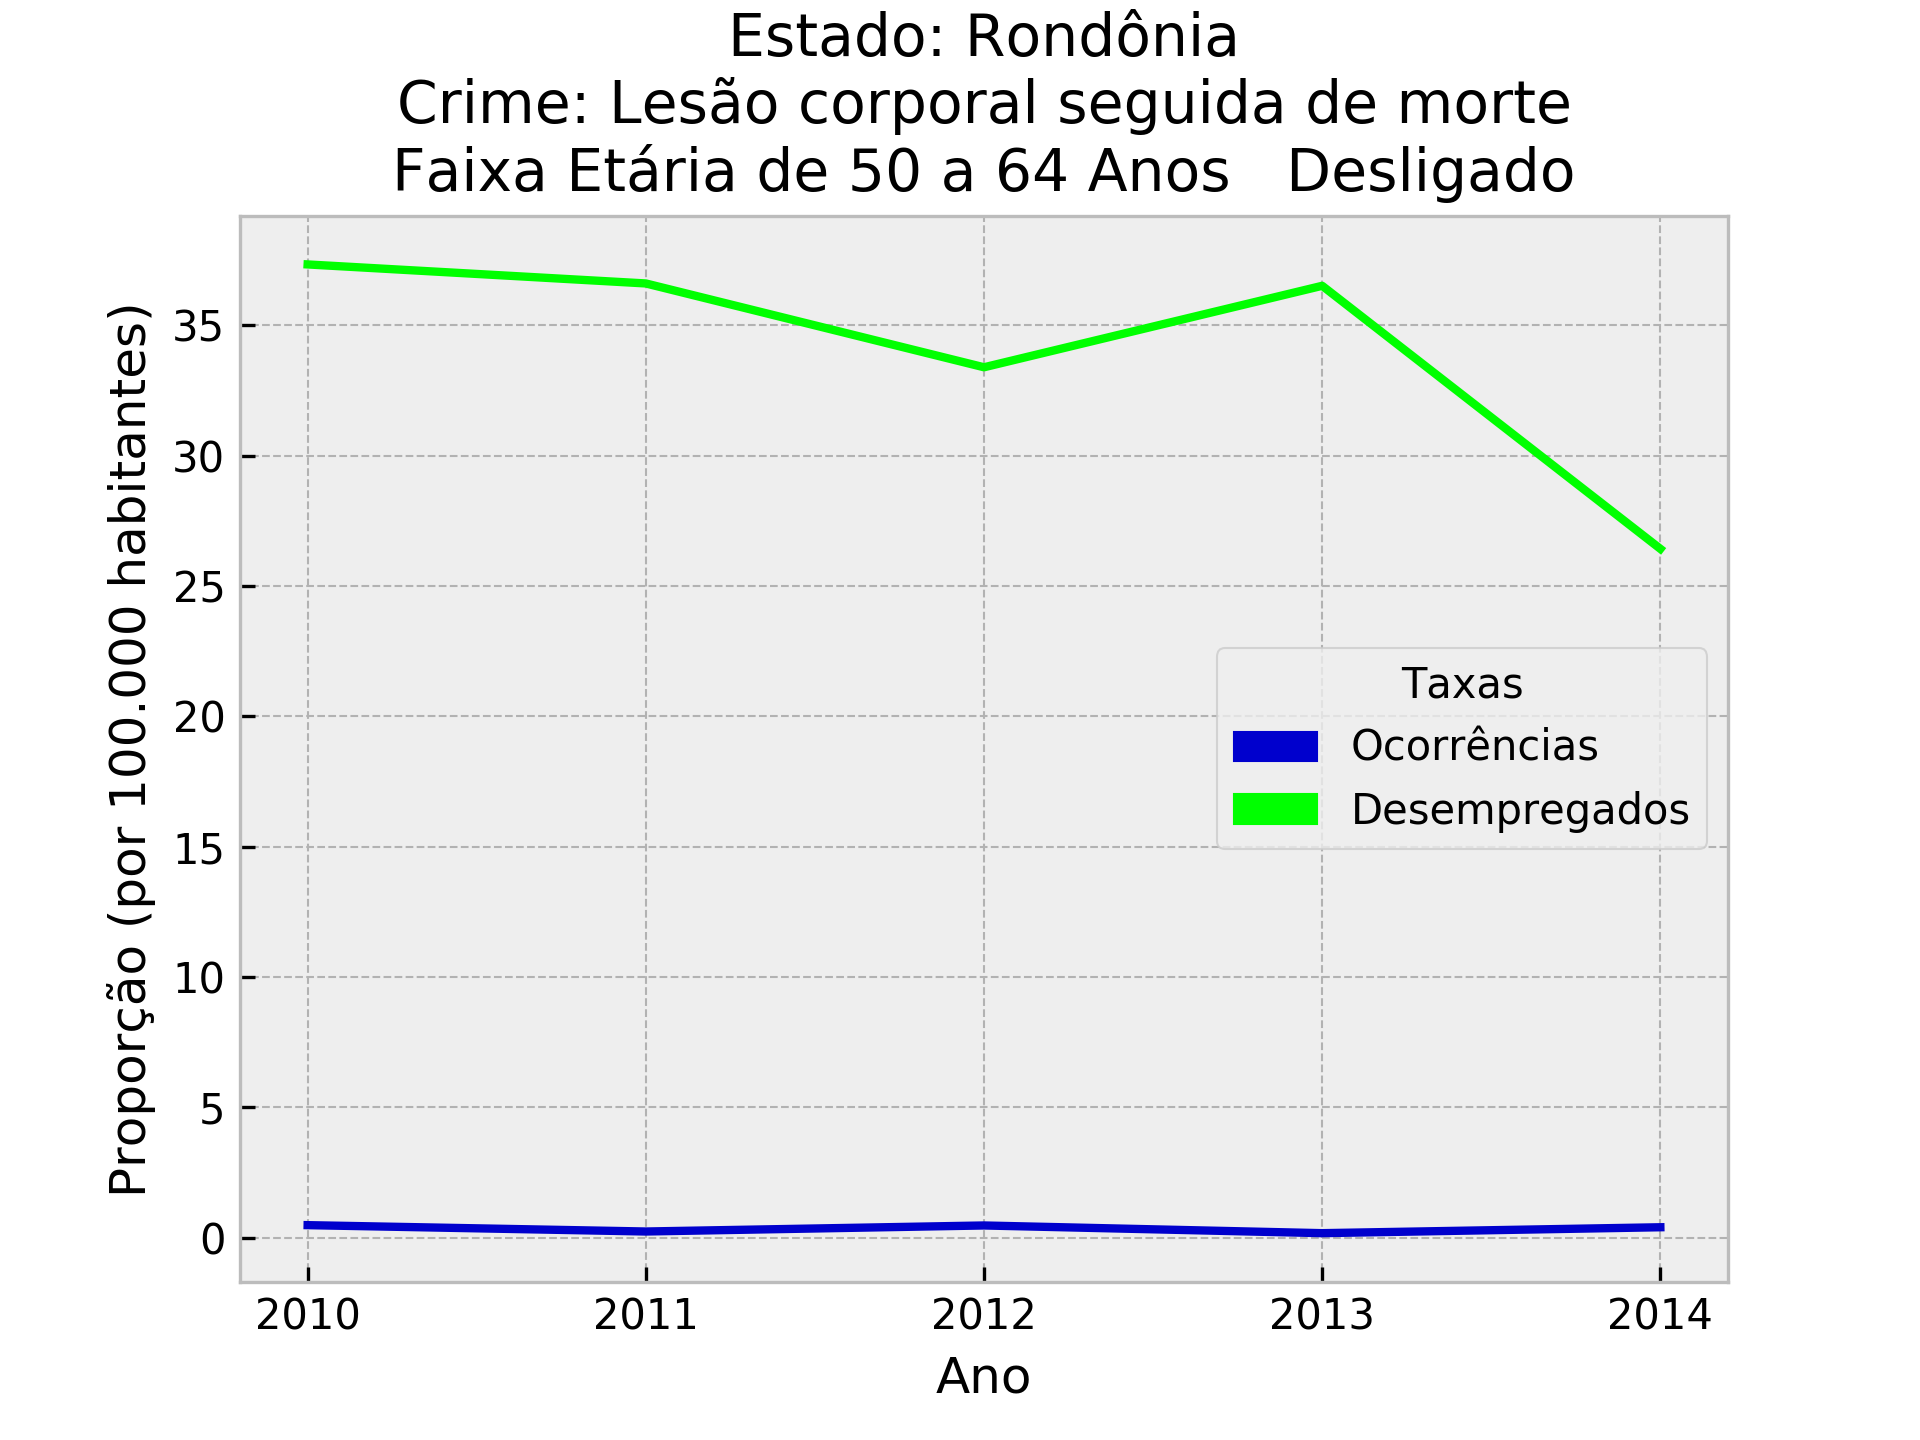 Estado: Rondônia
Crime: Lesão corporal seguida de morte
Faixa Etária de 50 a 64 Anos   Desligado
Proporção (por 100.000 habitantes)
35
30
25
20
15
10
5
0
Taxas
Ocorrências
Desempregados
2010 2011 2012 2013 2014
Ano